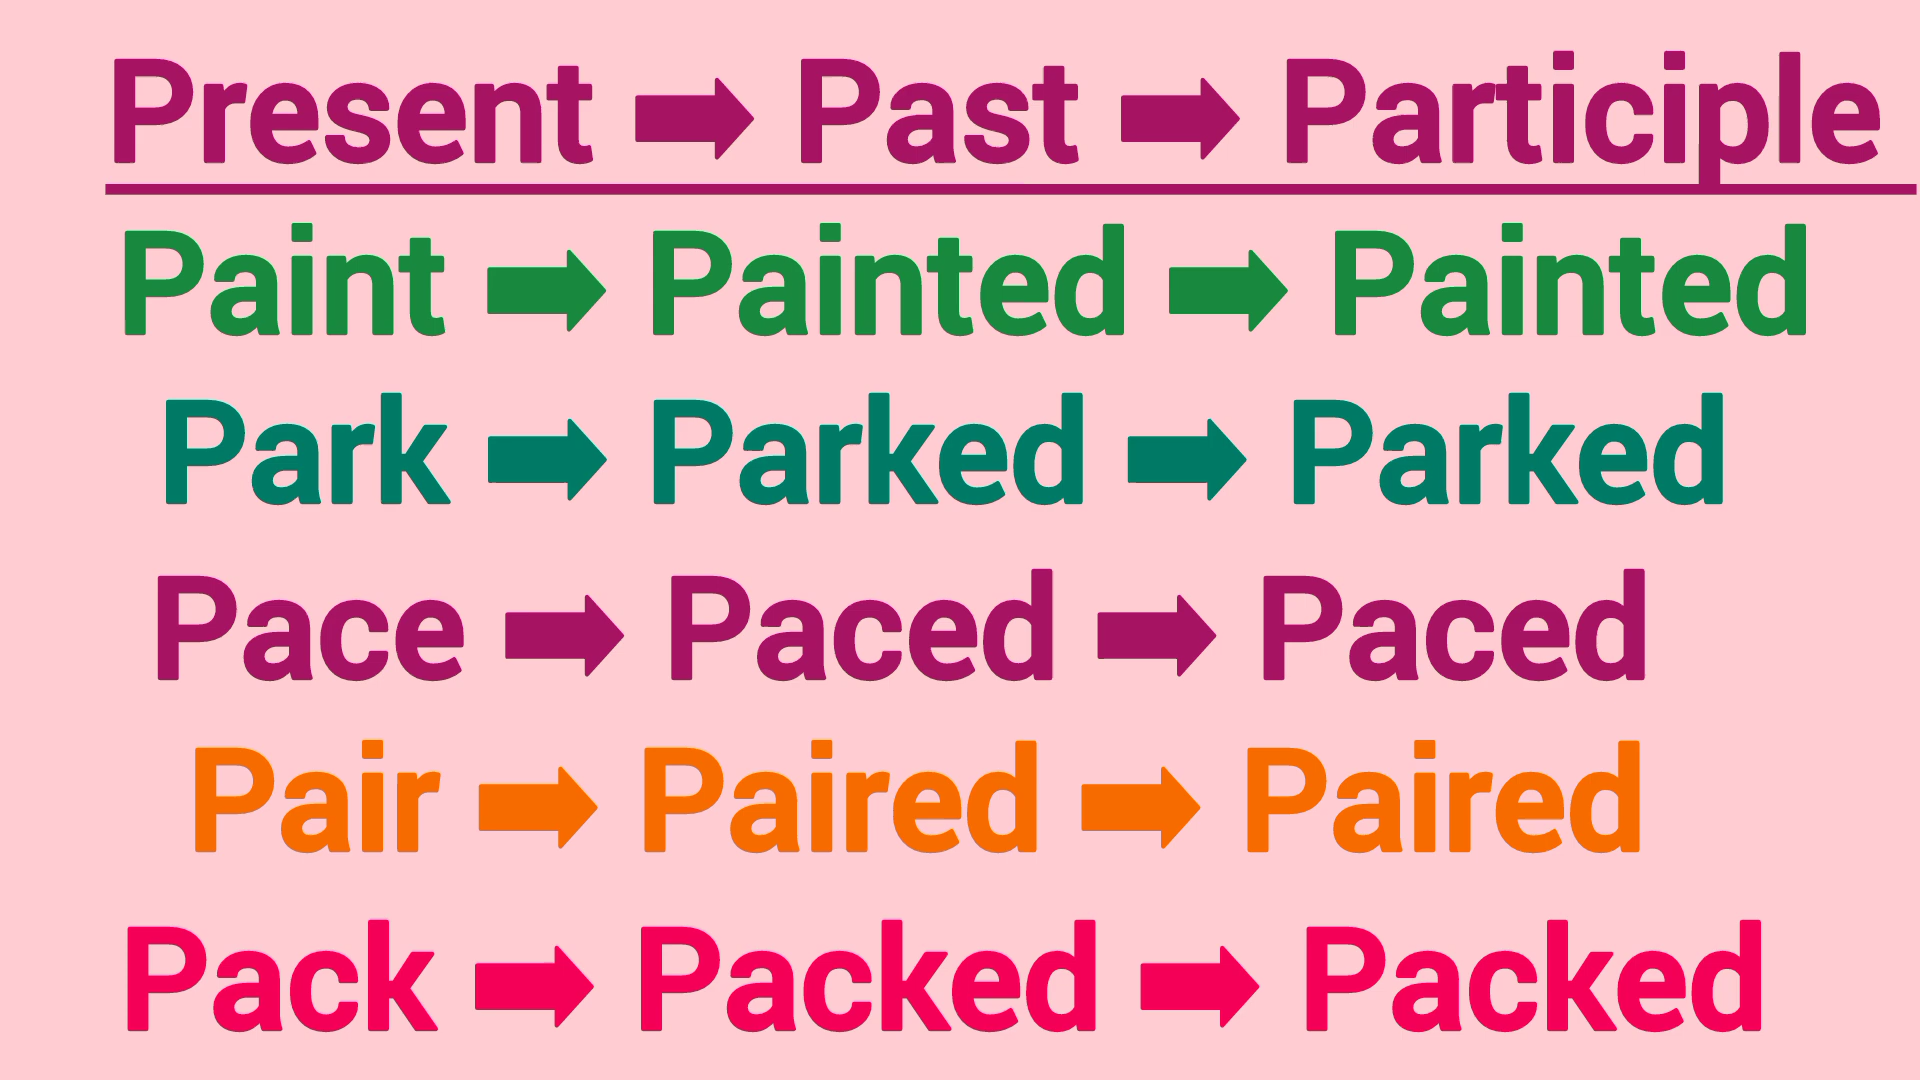 Present ➡ Past ➡ Participle
Paint ➡ Painted ➡ Painted
Park ➡ Parked ➡ Parked
Pace ➡ Paced ➡ Paced
Pair ➡ Paired ➡ Paired
Pack ➡ Packed ➡ Packed